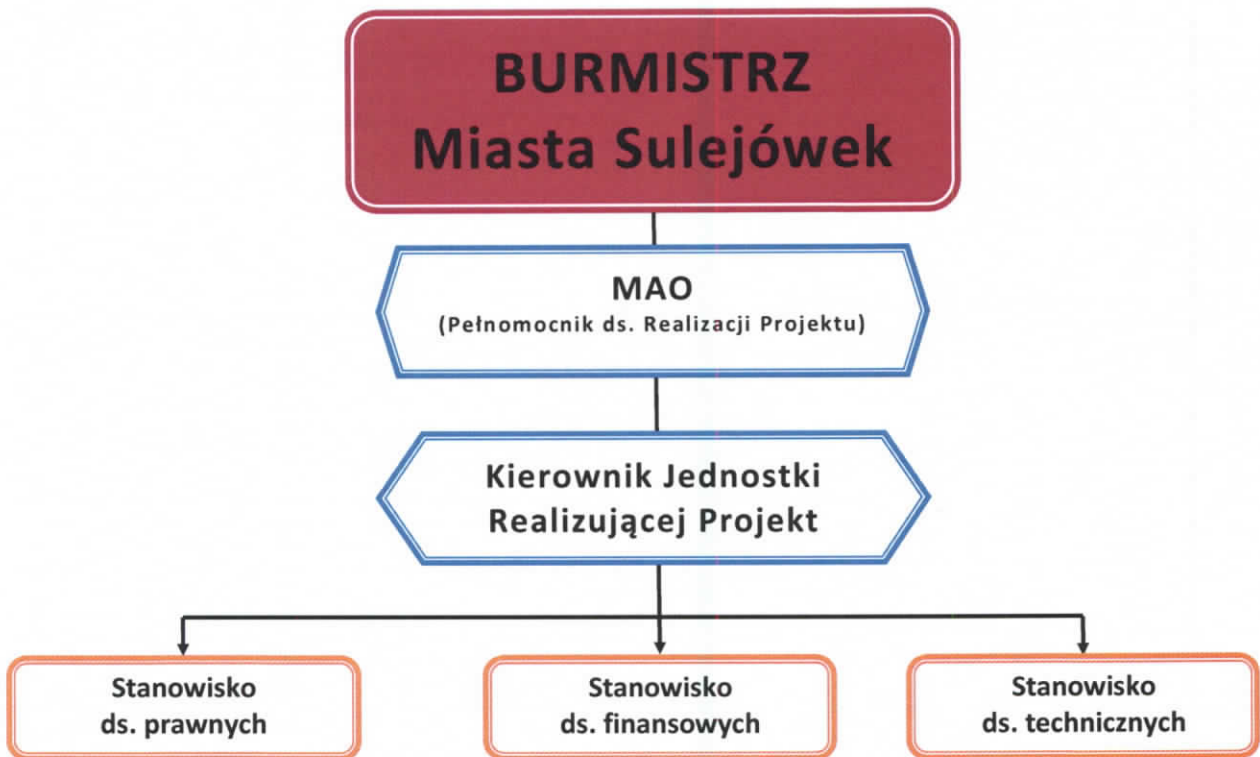 BURMISTRZ
Miasta Sulejówek
MAO
(Pełnomocnik ds. Realizacji Projektu)
Kierownik Jednostki
Realizującej Projekt
Stanowisko
ds. prawnych
Stanowisko
ds. finansowych
Stanowisko
ds. technicznych